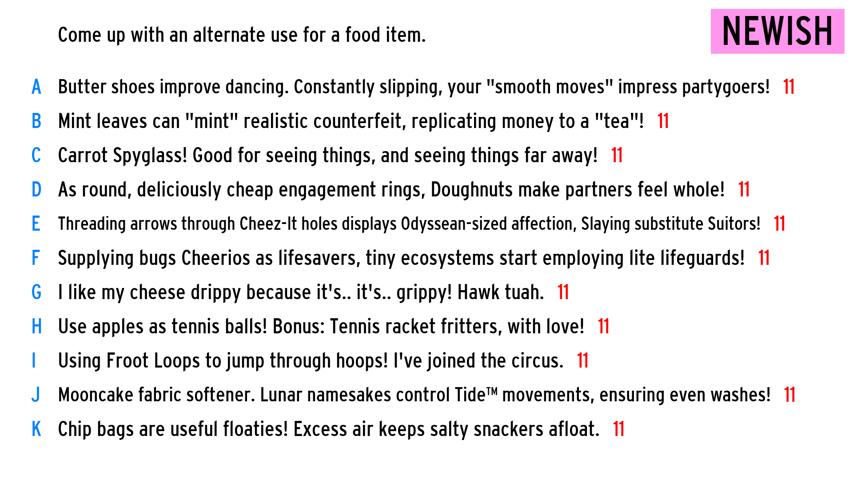 Come up with an alternate use for a food item.
NEWISH
A Butter shoes improve dancing. Constantly slipping, your "smooth moves" impress partygoers! 11
B Mint leaves can "mint" realistic counterfeit, replicating money to a "tea"! 11
C Carrot Spyglass! Good for seeing things, and seeing things far away! 11
D As round, deliciously cheap engagement rings, Doughnuts make partners feel whole! 11
E Threading arrows through Cheez-It holes displays Odyssean-sized affection, Slaying substitute Suitors! 11
F Supplying bugs Cheerios as lifesavers, tiny ecosystems start employing lite lifeguards! 11
G I like my cheese drippy because it's.. it's.. grippy! Hawk tuah. 11
H Use apples as tennis balls! Bonus: Tennis racket fritters, with love! 11
I Using Froot Loops to jump through hoops! I've joined the circus. 11
J Mooncake fabric softener. Lunar namesakes control Tide™ movements, ensuring even washes! 11
K Chip bags are useful floaties! Excess air keeps salty snackers afloat. 11